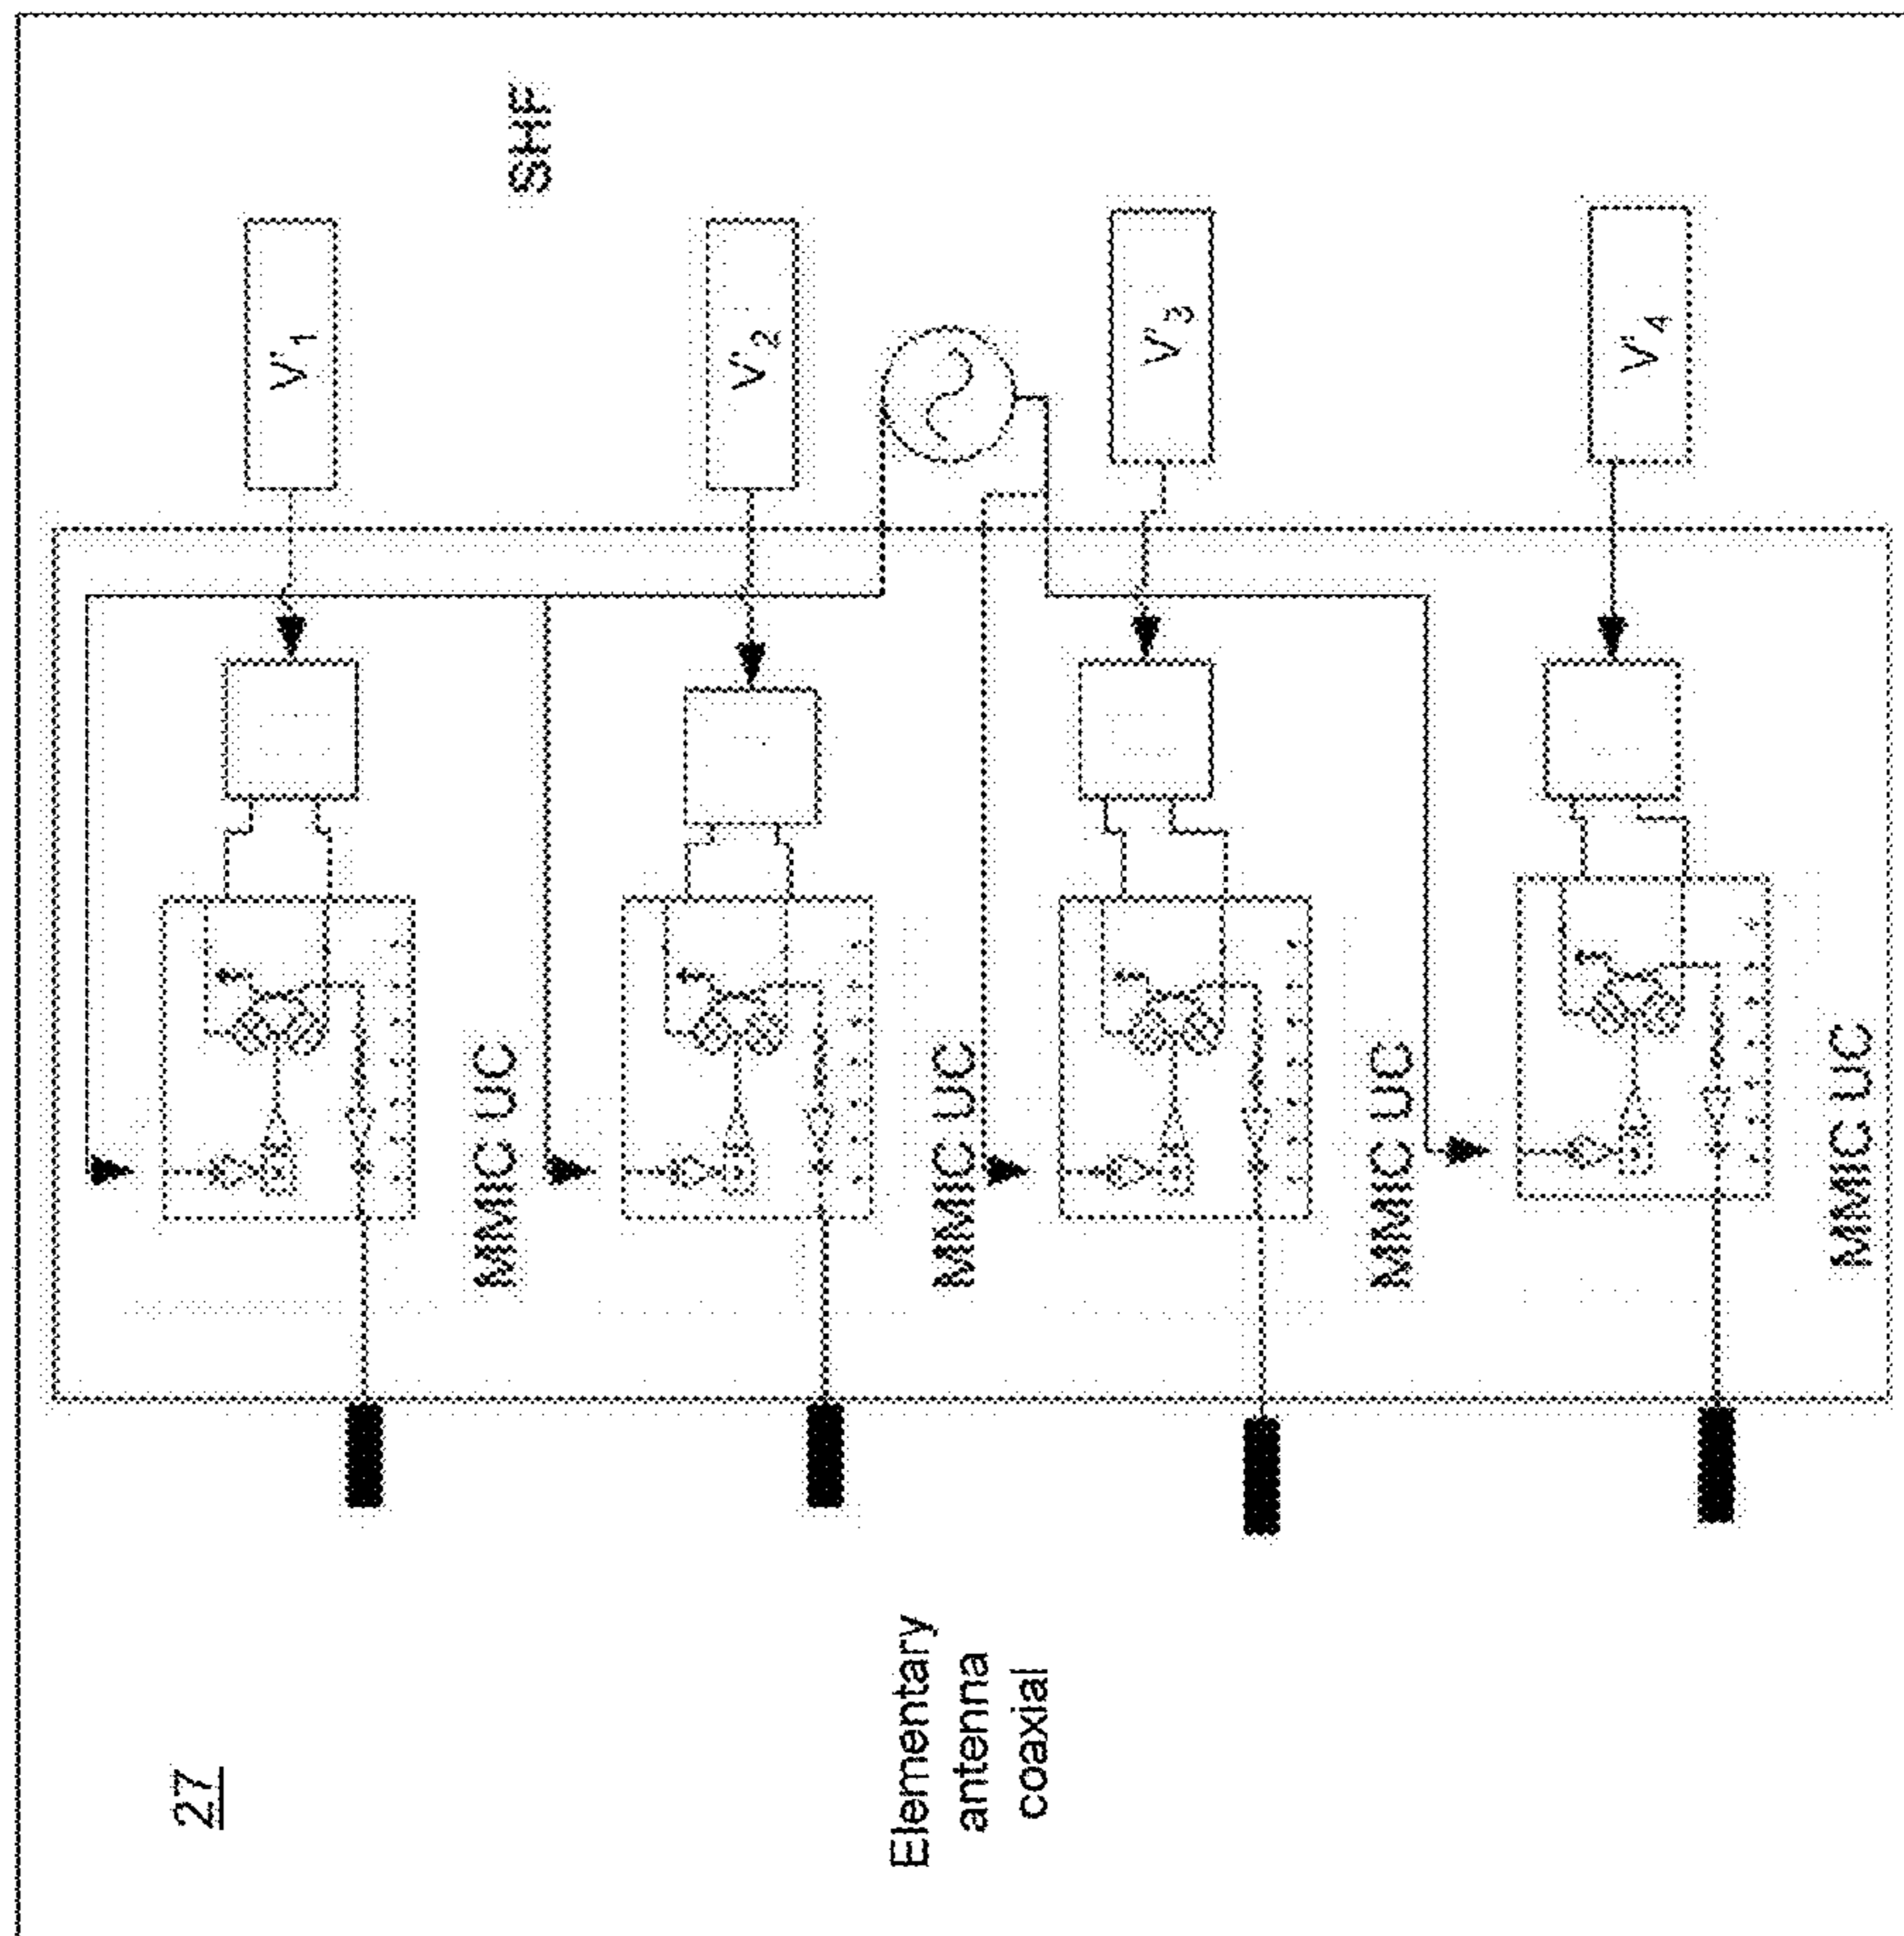 27
Elementary
antenna
coaxial
MMIC UC
MMIC UC
MMIC UC
MMIC UC
V'1
V'2
V'3
V'4
SHF